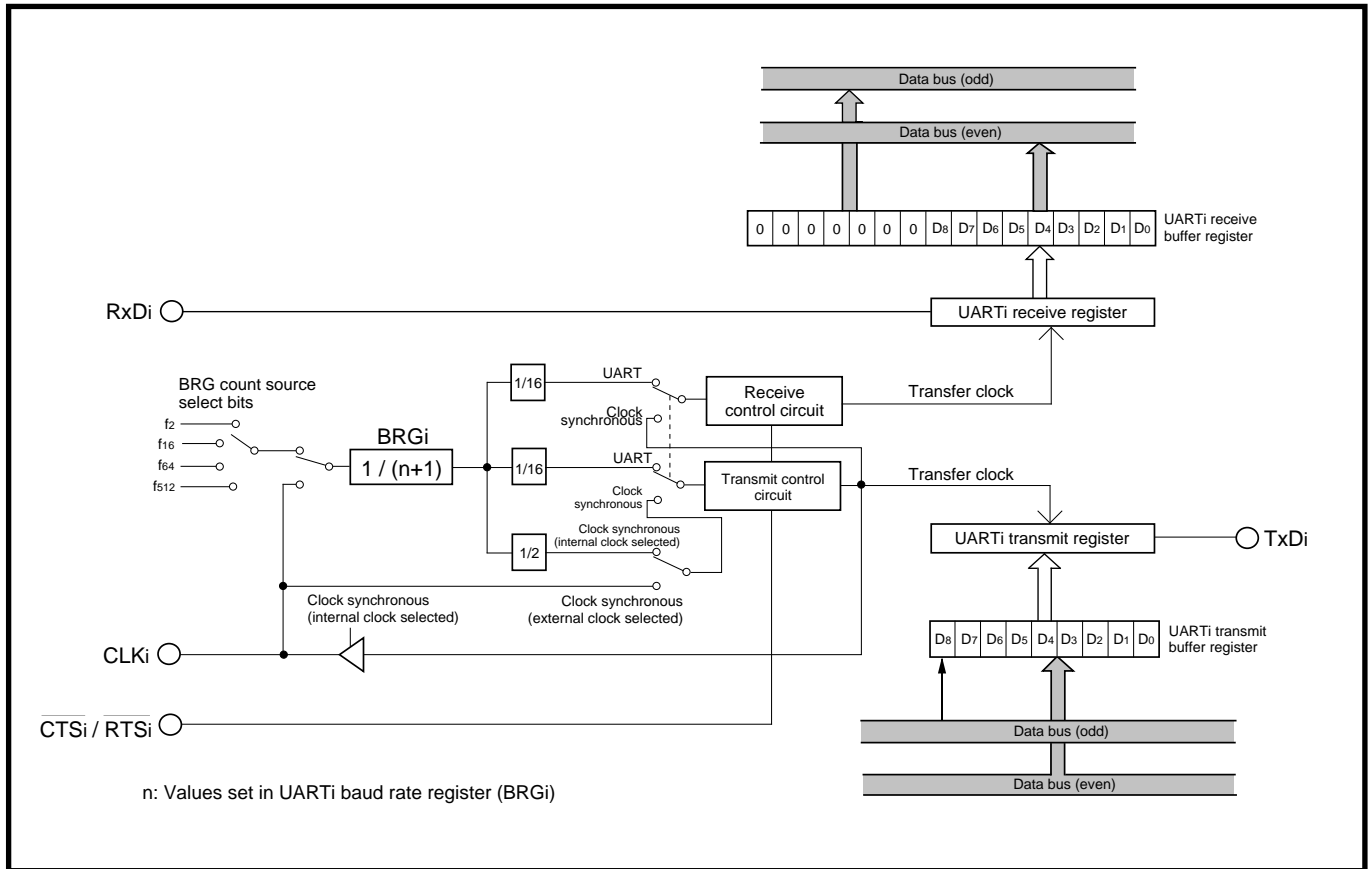 Data bus (odd)
Data bus (even)
0 0 0 0 0 0 0 D8 D7 D6 D5 D4 D3 D2 D1 D0
UARTi receive
buffer register
RxDi
UARTi receive register
BRG count source
select bits
f2
f16
f64
f512
BRGi
1 / (n+1)
1/16
UART
Clock
synchronous
Receive
control circuit
Transfer clock
1/16
UART
Clock
synchronous
Transmit control
circuit
Transfer clock
1/2
Clock synchronous
(internal clock selected)
Clock synchronous
(external clock selected)
Clock synchronous
(internal clock selected)
UARTi transmit register
TxDi
CLKi
D8 D7 D6 D5 D4 D3 D2 D1 D0
UARTi transmit
buffer register
CTSi / RTSi
Data bus (odd)
Data bus (even)
n: Values set in UARTi baud rate register (BRGi)